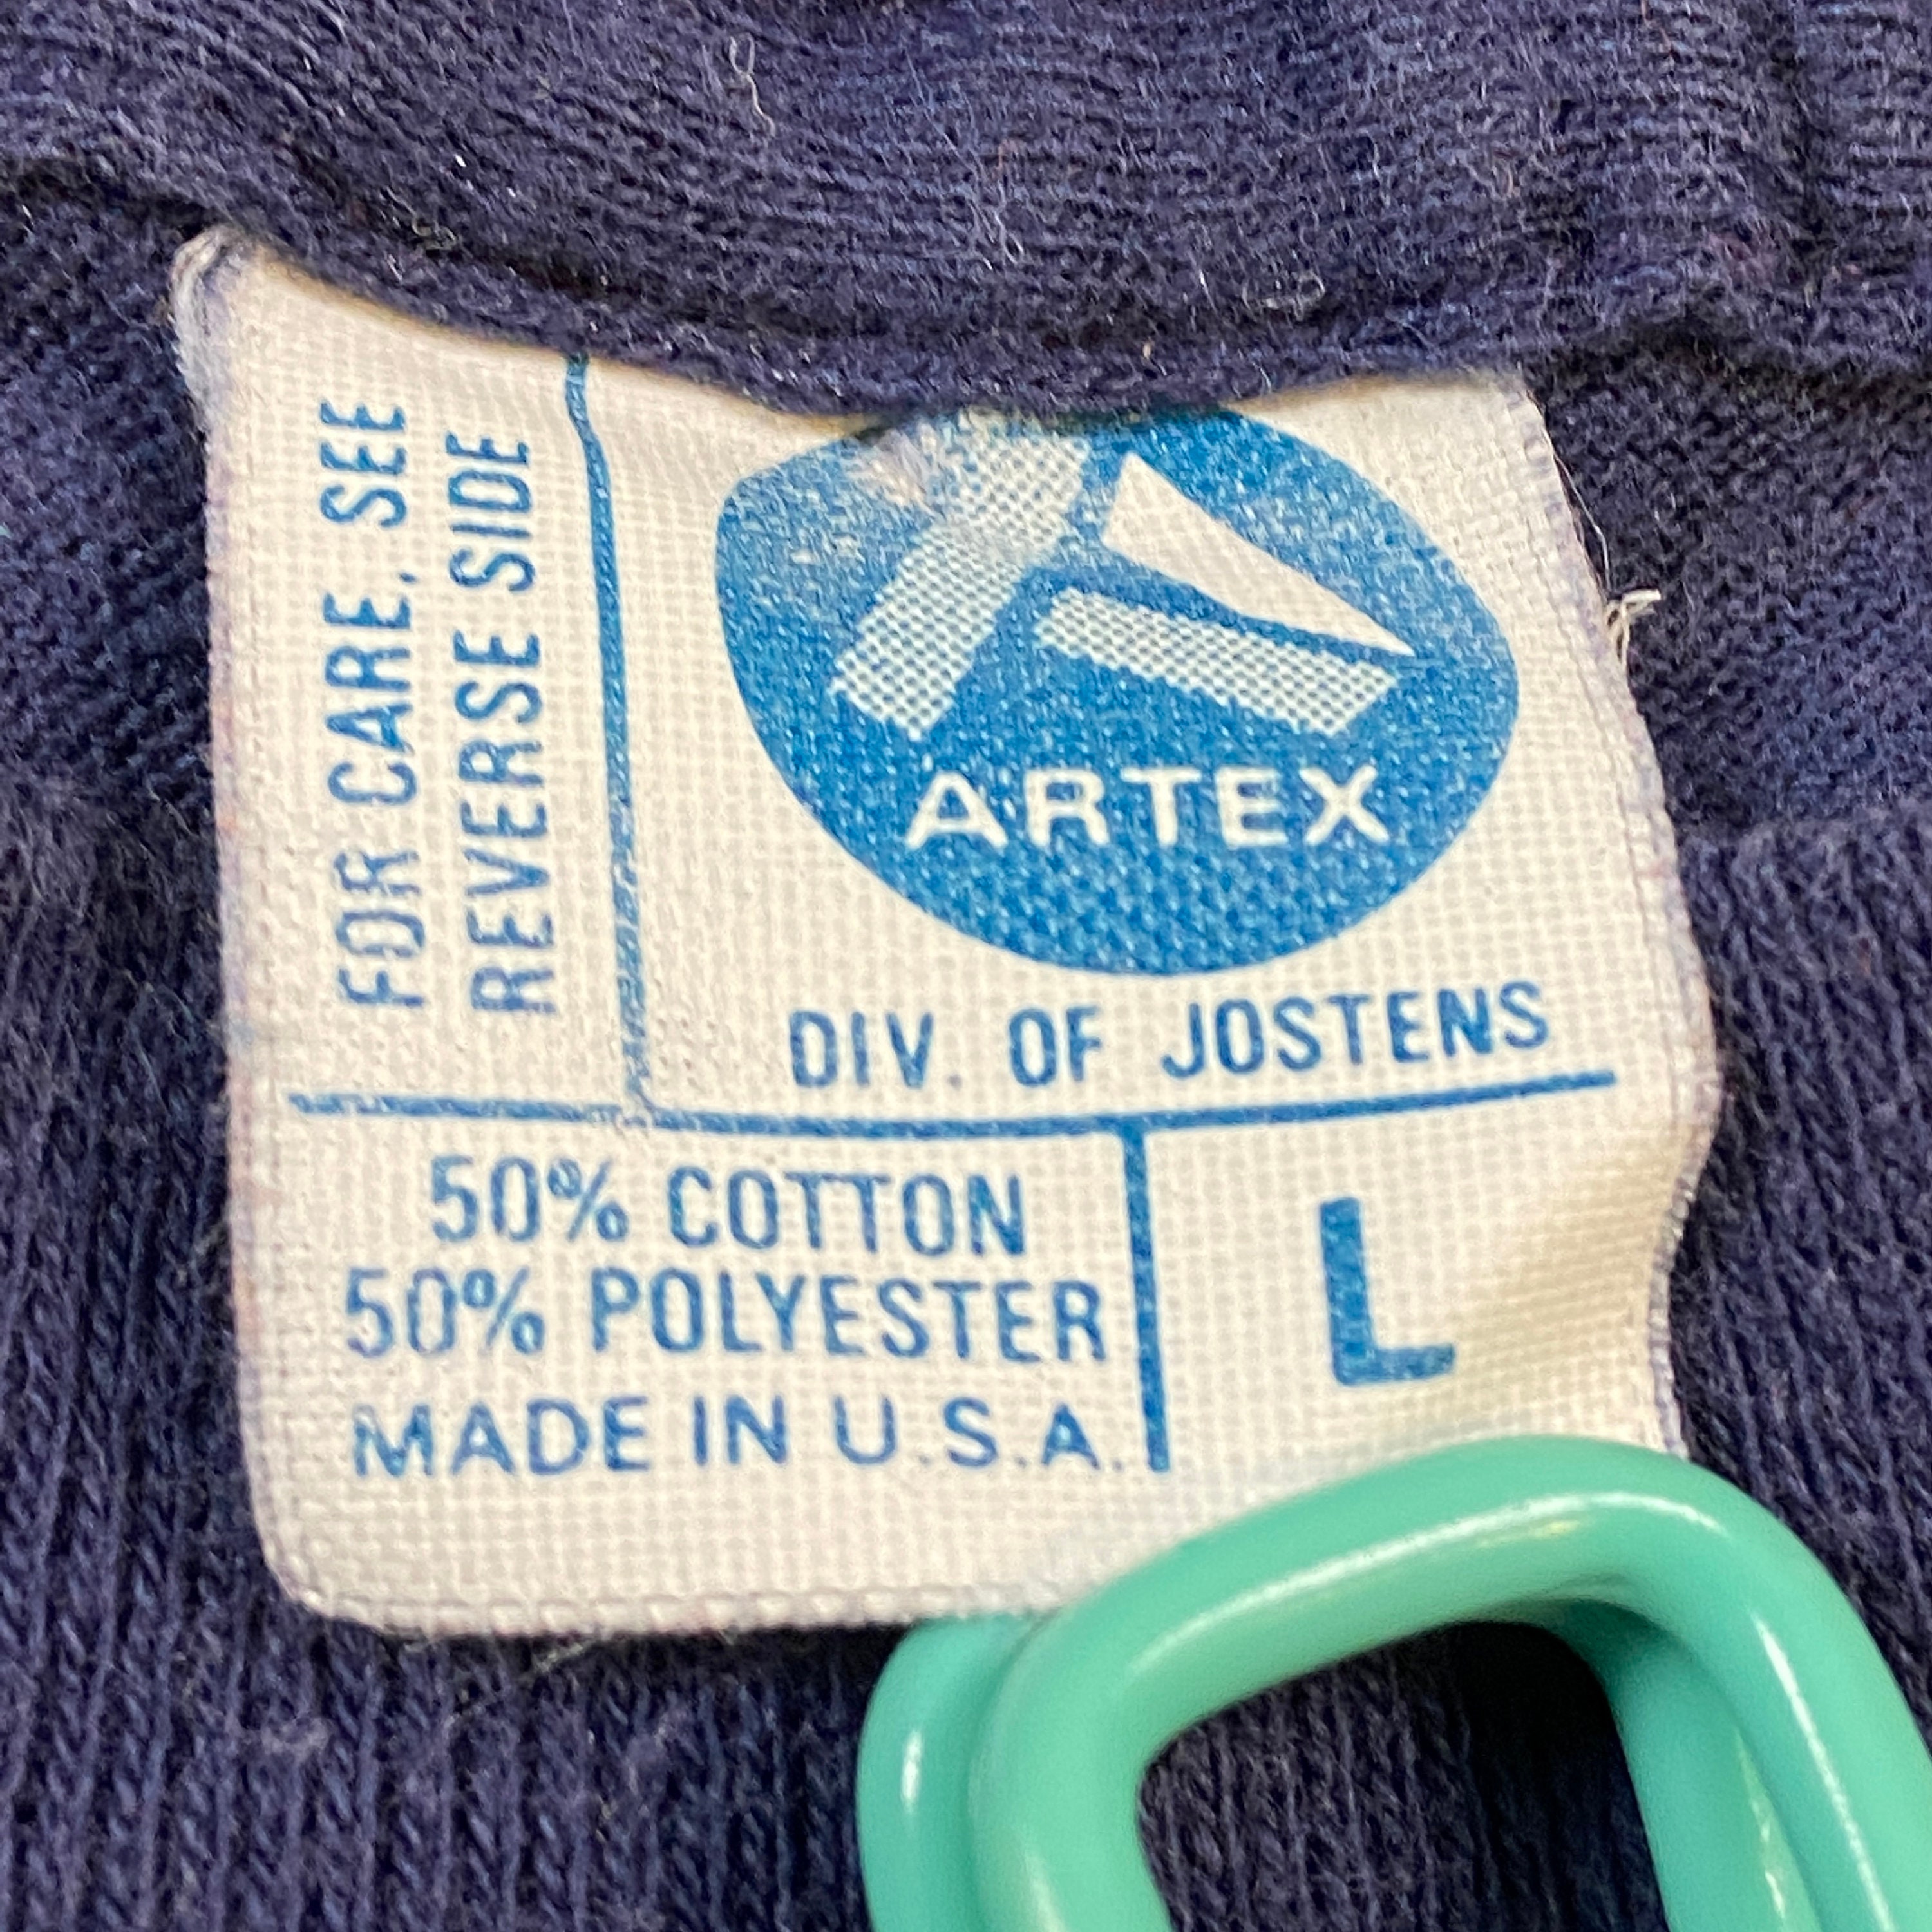 FOR CARE, SEE
REVERSE SIDE
ARTEX
DIV. OF JOSTENS
50% COTTON
50% POLYESTER
MADE IN U.S.A.
L